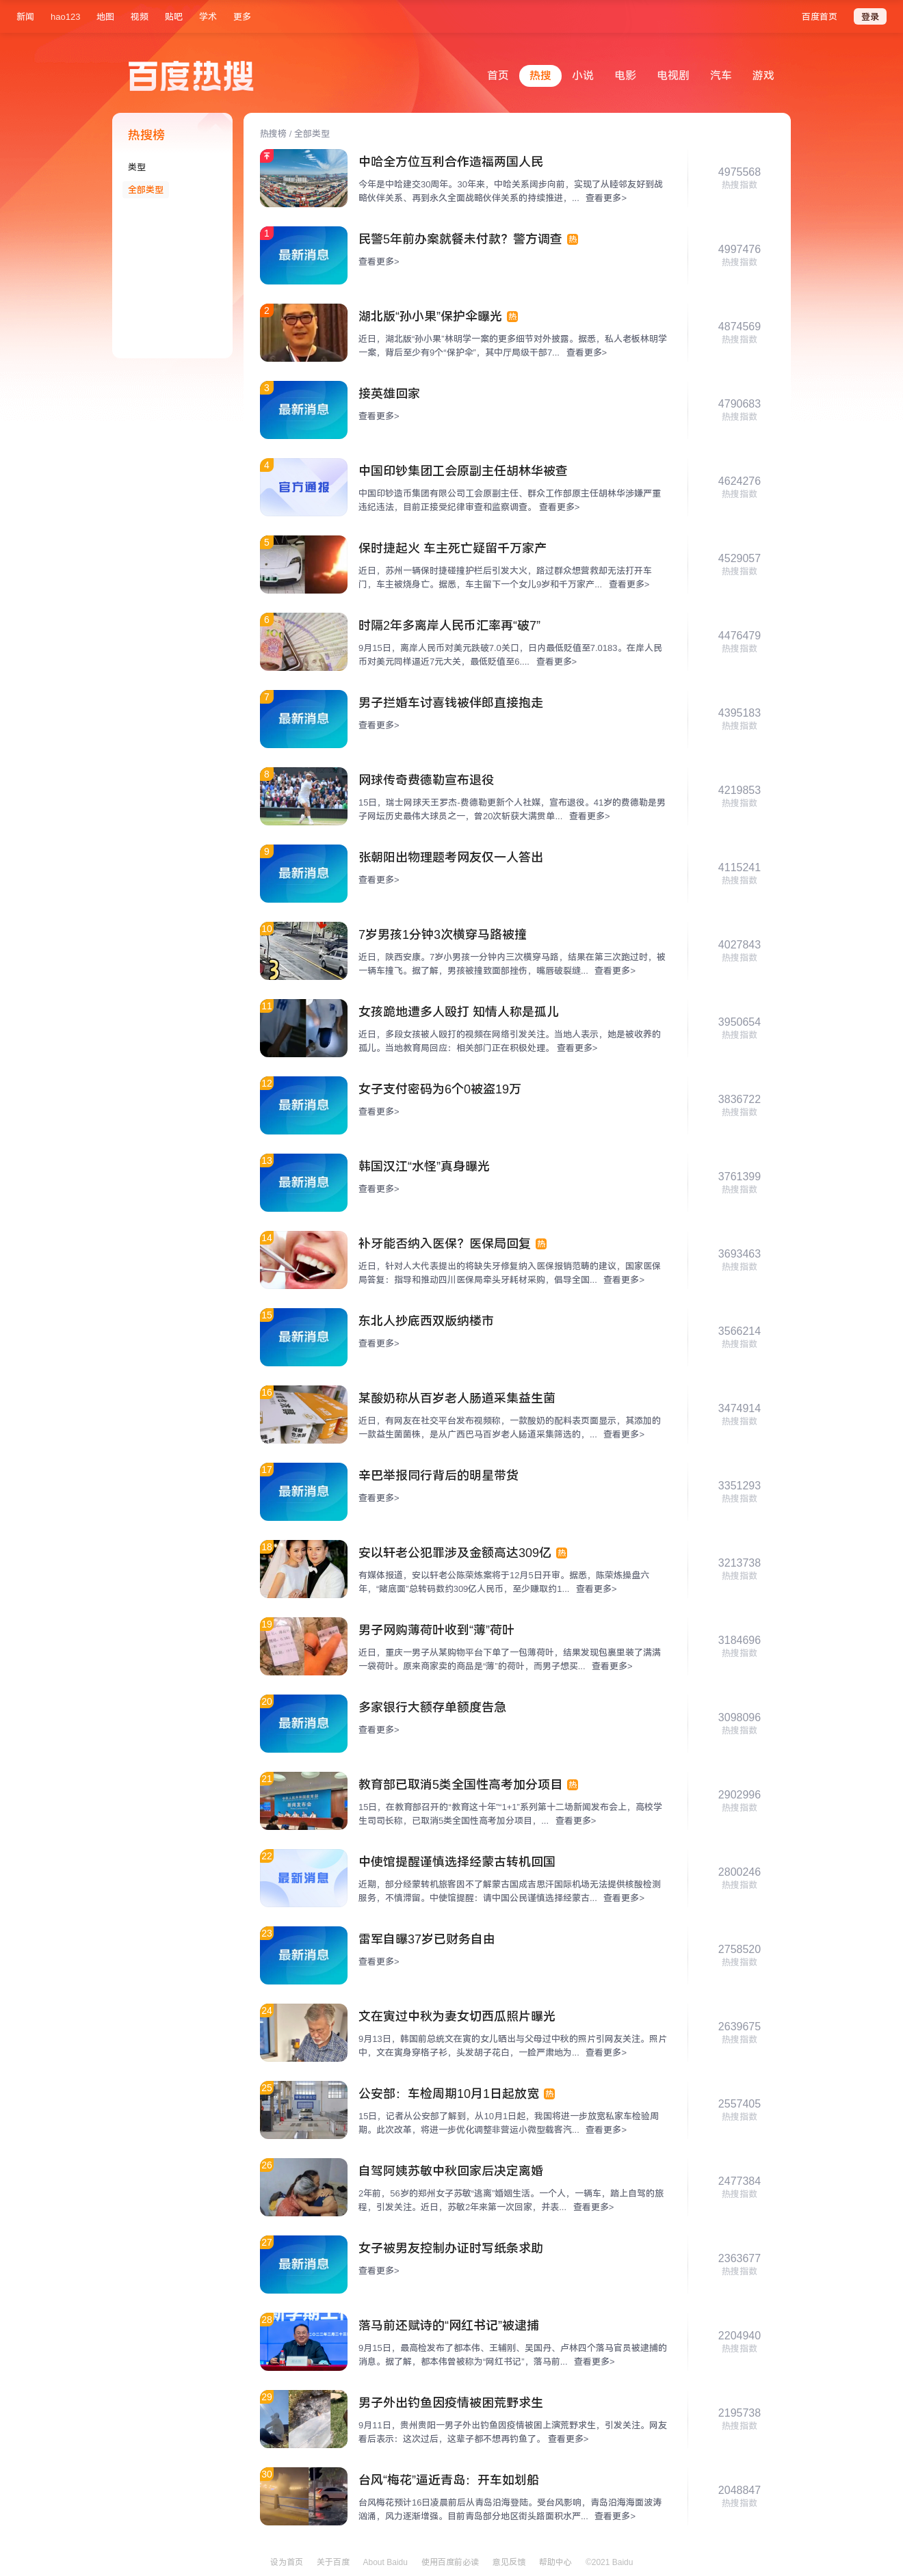 新闻 hao123 地图 视频 贴吧 学术 更多 百度首页 登录
百度热搜
首页 热搜 小说 电影 电视剧 汽车 游戏
热搜榜
类型
全部类型
热搜榜 / 全部类型
中哈全方位互利合作造福两国人民
今年是中哈建交30周年。30年来，中哈关系阔步向前，实现了从睦邻友好到战
略伙伴关系、再到永久全面战略伙伴关系的持续推进，... 查看更多>
4975568
热搜指数
1
最新消息
民警5年前办案就餐未付款？警方调查 热
查看更多>
4997476
热搜指数
2
湖北版“孙小果”保护伞曝光 热
近日，湖北版“孙小果”林明学一案的更多细节对外披露。据悉，私人老板林明学
一案，背后至少有9个“保护伞”，其中厅局级干部7... 查看更多>
4874569
热搜指数
3
最新消息
接英雄回家
查看更多>
4790683
热搜指数
4
官方通报
中国印钞集团工会原副主任胡林华被查
中国印钞造币集团有限公司工会原副主任、群众工作部原主任胡林华涉嫌严重
违纪违法，目前正接受纪律审查和监察调查。 查看更多>
4624276
热搜指数
5
保时捷起火 车主死亡疑留千万家产
近日，苏州一辆保时捷碰撞护栏后引发大火，路过群众想营救却无法打开车
门，车主被烧身亡。据悉，车主留下一个女儿9岁和千万家产... 查看更多>
4529057
热搜指数
6
时隔2年多离岸人民币汇率再“破7”
9月15日，离岸人民币对美元跌破7.0关口，日内最低贬值至7.0183。在岸人民
币对美元同样逼近7元大关，最低贬值至6.... 查看更多>
4476479
热搜指数
7
最新消息
男子拦婚车讨喜钱被伴郎直接抱走
查看更多>
4395183
热搜指数
8
网球传奇费德勒宣布退役
15日，瑞士网球天王罗杰-费德勒更新个人社媒，宣布退役。41岁的费德勒是男
子网坛历史最伟大球员之一，曾20次斩获大满贯单... 查看更多>
4219853
热搜指数
9
最新消息
张朝阳出物理题考网友仅一人答出
查看更多>
4115241
热搜指数
10
7岁男孩1分钟3次横穿马路被撞
近日，陕西安康。7岁小男孩一分钟内三次横穿马路，结果在第三次跑过时，被
一辆车撞飞。据了解，男孩被撞致面部挫伤，嘴唇破裂缝... 查看更多>
4027843
热搜指数
11
女孩跪地遭多人殴打 知情人称是孤儿
近日，多段女孩被人殴打的视频在网络引发关注。当地人表示，她是被收养的
孤儿。当地教育局回应：相关部门正在积极处理。 查看更多>
3950654
热搜指数
12
最新消息
女子支付密码为6个0被盗19万
查看更多>
3836722
热搜指数
13
最新消息
韩国汉江“水怪”真身曝光
查看更多>
3761399
热搜指数
14
补牙能否纳入医保？医保局回复 热
近日，针对人大代表提出的将缺失牙修复纳入医保报销范畴的建议，国家医保
局答复：指导和推动四川医保局牵头牙耗材采购，倡导全国... 查看更多>
3693463
热搜指数
15
最新消息
东北人抄底西双版纳楼市
查看更多>
3566214
热搜指数
16
某酸奶称从百岁老人肠道采集益生菌
近日，有网友在社交平台发布视频称，一款酸奶的配料表页面显示，其添加的
一款益生菌菌株，是从广西巴马百岁老人肠道采集筛选的，... 查看更多>
3474914
热搜指数
17
最新消息
辛巴举报同行背后的明星带货
查看更多>
3351293
热搜指数
18
安以轩老公犯罪涉及金额高达309亿 热
有媒体报道，安以轩老公陈荣炼案将于12月5日开审。据悉，陈荣炼操盘六
年，“赌底面”总转码数约309亿人民币，至少赚取约1... 查看更多>
3213738
热搜指数
19
男子网购薄荷叶收到“薄”荷叶
近日，重庆一男子从某购物平台下单了一包薄荷叶，结果发现包裹里装了满满
一袋荷叶。原来商家卖的商品是“薄”的荷叶，而男子想买... 查看更多>
3184696
热搜指数
20
最新消息
多家银行大额存单额度告急
查看更多>
3098096
热搜指数
21
教育部已取消5类全国性高考加分项目 热
15日，在教育部召开的“教育这十年”“1+1”系列第十二场新闻发布会上，高校学
生司司长称，已取消5类全国性高考加分项目，... 查看更多>
2902996
热搜指数
22
最新消息
中使馆提醒谨慎选择经蒙古转机回国
近期，部分经蒙转机旅客因不了解蒙古国成吉思汗国际机场无法提供核酸检测
服务，不慎滞留。中使馆提醒：请中国公民谨慎选择经蒙古... 查看更多>
2800246
热搜指数
23
最新消息
雷军自曝37岁已财务自由
查看更多>
2758520
热搜指数
24
文在寅过中秋为妻女切西瓜照片曝光
9月13日，韩国前总统文在寅的女儿晒出与父母过中秋的照片引网友关注。照片
中，文在寅身穿格子衫，头发胡子花白，一脸严肃地为... 查看更多>
2639675
热搜指数
25
公安部：车检周期10月1日起放宽 热
15日，记者从公安部了解到，从10月1日起，我国将进一步放宽私家车检验周
期。此次改革，将进一步优化调整非营运小微型载客汽... 查看更多>
2557405
热搜指数
26
自驾阿姨苏敏中秋回家后决定离婚
2年前，56岁的郑州女子苏敏“逃离”婚姻生活。一个人，一辆车，踏上自驾的旅
程，引发关注。近日，苏敏2年来第一次回家，并表... 查看更多>
2477384
热搜指数
27
最新消息
女子被男友控制办证时写纸条求助
查看更多>
2363677
热搜指数
28
落马前还赋诗的“网红书记”被逮捕
9月15日，最高检发布了都本伟、王辅刚、吴国丹、卢林四个落马官员被逮捕的
消息。据了解，都本伟曾被称为“网红书记”，落马前... 查看更多>
2204940
热搜指数
29
男子外出钓鱼因疫情被困荒野求生
9月11日，贵州贵阳一男子外出钓鱼因疫情被困上演荒野求生，引发关注。网友
看后表示：这次过后，这辈子都不想再钓鱼了。 查看更多>
2195738
热搜指数
30
台风“梅花”逼近青岛：开车如划船
台风梅花预计16日凌晨前后从青岛沿海登陆。受台风影响，青岛沿海海面波涛
汹涌，风力逐渐增强。目前青岛部分地区街头路面积水严... 查看更多>
2048847
热搜指数
设为首页 关于百度 About Baidu 使用百度前必读 意见反馈 帮助中心 ©2021 Baidu